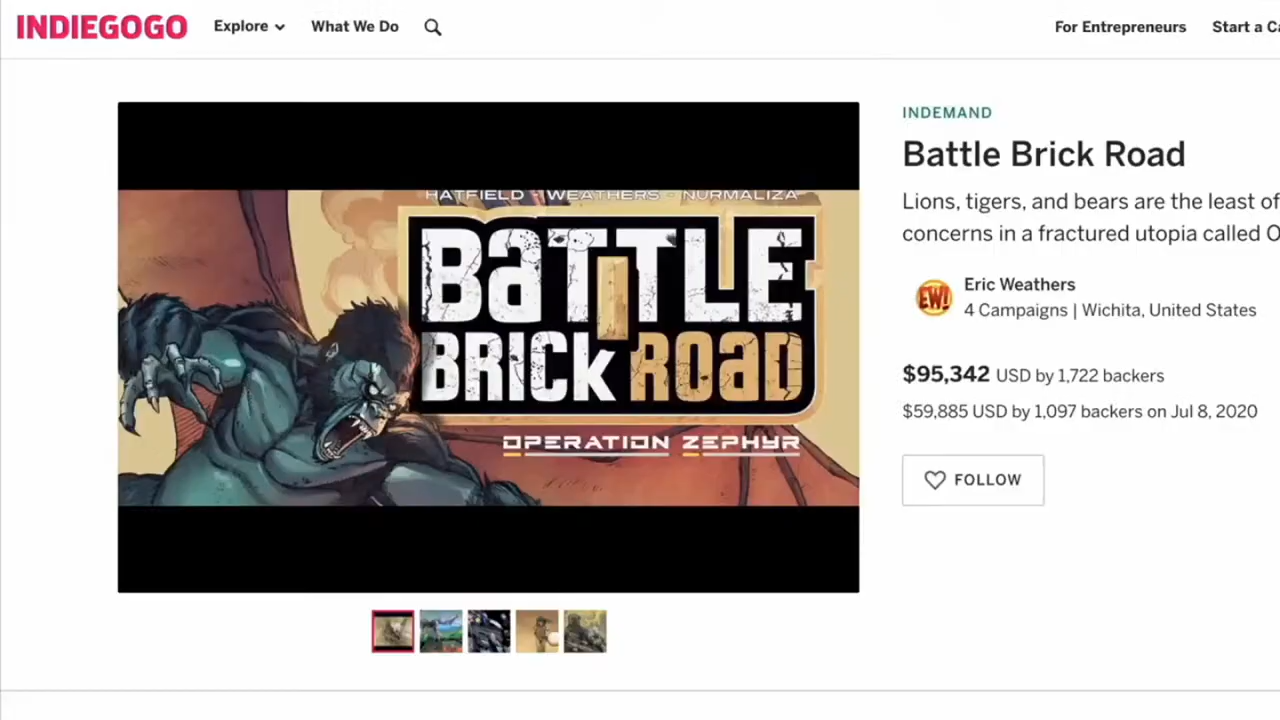 INDIEGOGO Explore What We Do For Entrepreneurs Start a Ca
HATFIELD - WEATHERS - NURMALIZA
BATTLE
BRICK ROAD
OPERATION ZEPHYR
INDEMAND
Battle Brick Road
Lions, tigers, and bears are the least of
concerns in a fractured utopia called O
EW!
Eric Weathers
4 Campaigns | Wichita, United States
$95,342 USD by 1,722 backers
$59,885 USD by 1,097 backers on Jul 8, 2020
FOLLOW